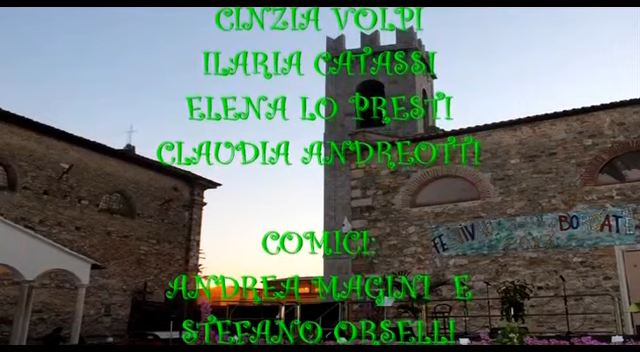 CINZIA VOLPI
ILARIA CATASSI
ELENA LO PRESTI
CLAUDIA ANDREOTTI
COMICI
ANDREA MAGINI E
STEFANO ORSELLI